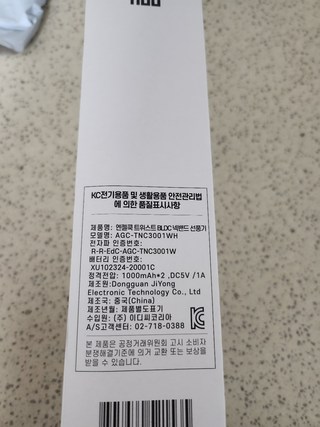 KC전기용품 및 생활용품 안전관리법
에 의한 품질표시사항
제품명: 엔젤쿡 트위스트 BLDC 넥밴드 선풍기
모델명: AGC-TNC3001WH
전자파 인증번호:
R-R-EdC-AGC-TNC3001W
배터리 인증번호:
XU102324-20001C
정격전압: 1000mAh*2 ,DC5V /1A
제조원:Dongguan JiYong
Electronic Technology Co., Ltd
제조국: 중국(China)
제조년월: 제품별도표기
수입원: (주) 이디씨코리아
A/S고객센터: 02-718-0388
본 제품은 공정거래위원회 고시 소비자
분쟁해결기준에 의거 교환 또는 보상을
받을 수 있습니다.